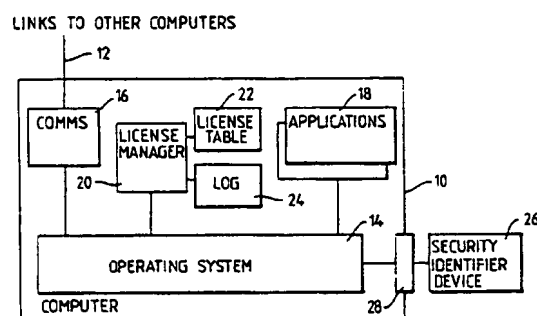 LINKS TO OTHER COMPUTERS
12
16
COMMS
22
LICENSE
TABLE
18
APPLICATIONS
LICENSE
MANAGER
20
LOG
24
10
14
OPERATING SYSTEM
26
SECURITY
IDENTIFIER
DEVICE
28
COMPUTER